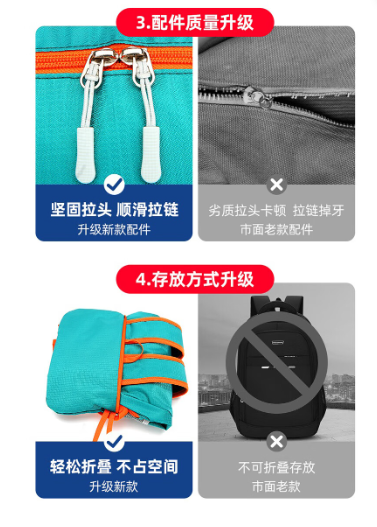 3.配件质量升级
坚固拉头 顺滑拉链
升级新款配件
劣质拉头卡顿 拉链掉牙
市面老款配件
4.存放方式升级
轻松折叠 不占空间
升级新款
不可折叠存放
市面老款